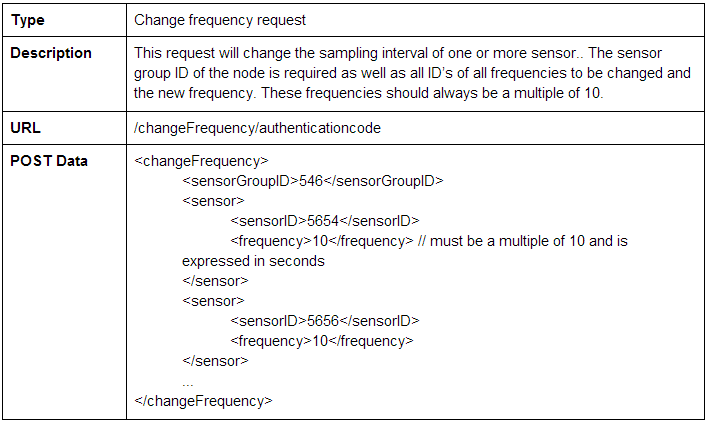 Type
Change frequency request
Description
This request will change the sampling interval of one or more sensor.. The sensor
group ID of the node is required as well as all ID's of all frequencies to be changed and
the new frequency. These frequencies should always be a multiple of 10.
URL
/changeFrequency/authenticationcode
POST Data
<changeFrequency>
<sensorGroupID>546</sensorGroupID>
<sensor>
<sensorID>5654</sensorID>
<frequency>10</frequency> // must be a multiple of 10 and is
expressed in seconds
</sensor>
<sensor>
<sensorID>5656</sensorID>
<frequency>10</frequency>
</sensor>
...
</changeFrequency>